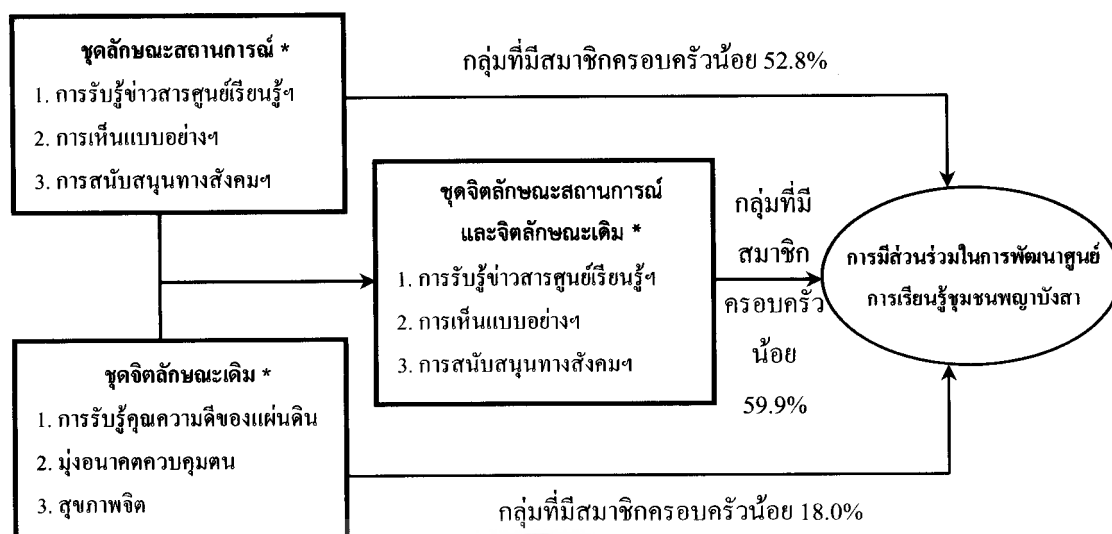 ชุดลักษณะสถานการณ์ *
1. การรับรู้ข่าวสารศูนย์เรียนรู้ฯ
2. การเห็นแบบอย่างฯ
3. การสนับสนุนทางสังคมฯ
กลุ่มที่มีสมาชิกครอบครัวน้อย 52.8%
ชุดจิตลักษณะสถานการณ์
และจิตลักษณะเดิม *
1. การรับรู้ข่าวสารศูนย์เรียนรู้ฯ
2. การเห็นแบบอย่างฯ
3. การสนับสนุนทางสังคมฯ
กลุ่มที่มี
สมาชิก
ครอบครัว
น้อย
59.9%
การมีส่วนร่วมในการพัฒนาศูนย์
การเรียนรู้ชุมชนพญาบังสา
ชุดจิตลักษณะเดิม *
1. การรับรู้คุณความดีของแผ่นดิน
2. มุ่งอนาคตควบคุมตน
3. สุขภาพจิต
กลุ่มที่มีสมาชิกครอบครัวน้อย 18.0%